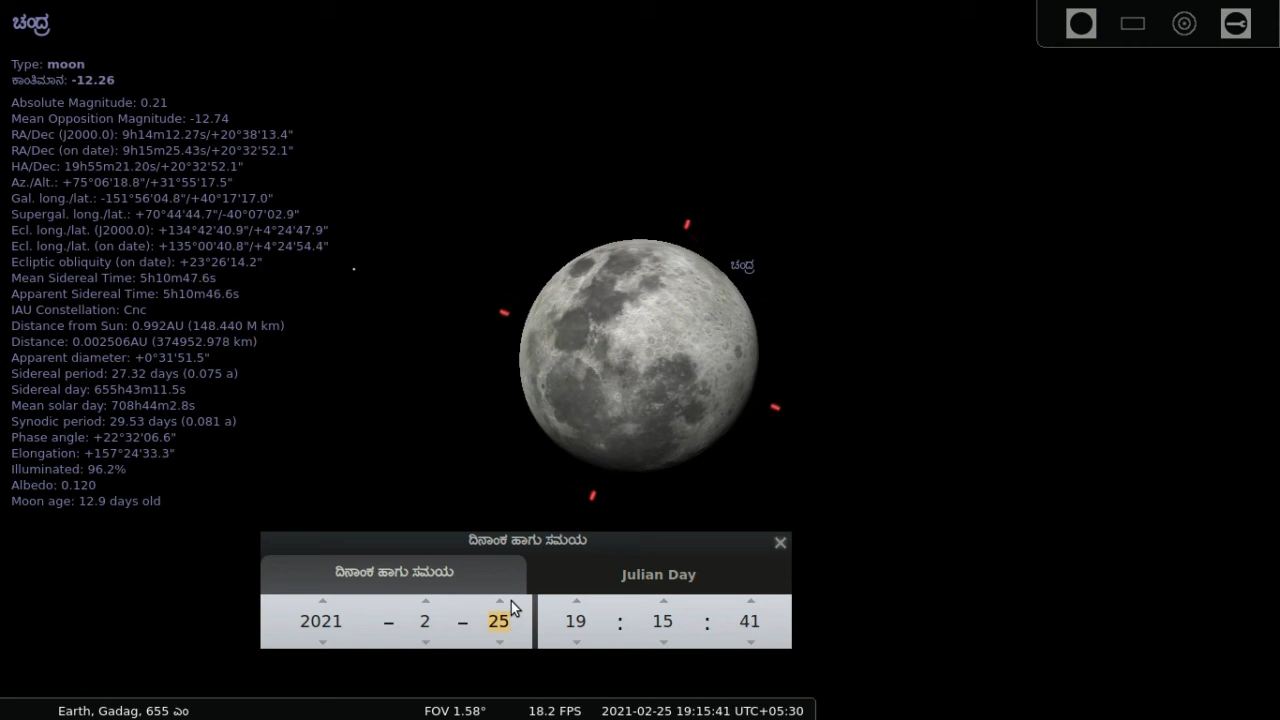 ಚಂದ್ರ
Type: moon
ಕಾಂತಿಮಾನ: -12.26
Absolute Magnitude: 0.21
Mean Opposition Magnitude: -12.74
RA/Dec (J2000.0): 9h14m12.27s/+20°38'13.4"
RA/Dec (on date): 9h15m25.43s/+20°32'52.1"
HA/Dec: 19h55m21.20s/+20°32'52.1"
Az./Alt.: +75°06'18.8"/+31°55'17.5"
Gal. long./lat.: -151°56'04.8"/+40°17'17.0"
Supergal. long./lat.: +70°44'44.7"/-40°07'02.9"
Ecl. long./lat. (J2000.0): +134°42'40.9"/+4°24'47.9"
Ecl. long./lat. (on date): +135°00'40.8"/+4°24'54.4"
Ecliptic obliquity (on date): +23°26'14.2"
Mean Sidereal Time: 5h10m47.6s
Apparent Sidereal Time: 5h10m46.6s
IAU Constellation: Cnc
Distance from Sun: 0.992AU (148.440 M km)
Distance: 0.002506AU (374952.978 km)
Apparent diameter: +0°31'51.5"
Sidereal period: 27.32 days (0.075 a)
Sidereal day: 655h43m11.5s
Mean solar day: 708h44m2.8s
Synodic period: 29.53 days (0.081 a)
Phase angle: +22°32'06.6"
Elongation: +157°24'33.3"
Illuminated: 96.2%
Albedo: 0.120
Moon age: 12.9 days old
ಚಂದ್ರ
ದಿನಾಂಕ ಹಾಗು ಸಮಯ
ದಿನಾಂಕ ಹಾಗು ಸಮಯ Julian Day
2021 – 2 – 25 19 : 15 : 41
Earth, Gadag, 655 ಎಂ FOV 1.58° 18.2 FPS 2021-02-25 19:15:41 UTC+05:30